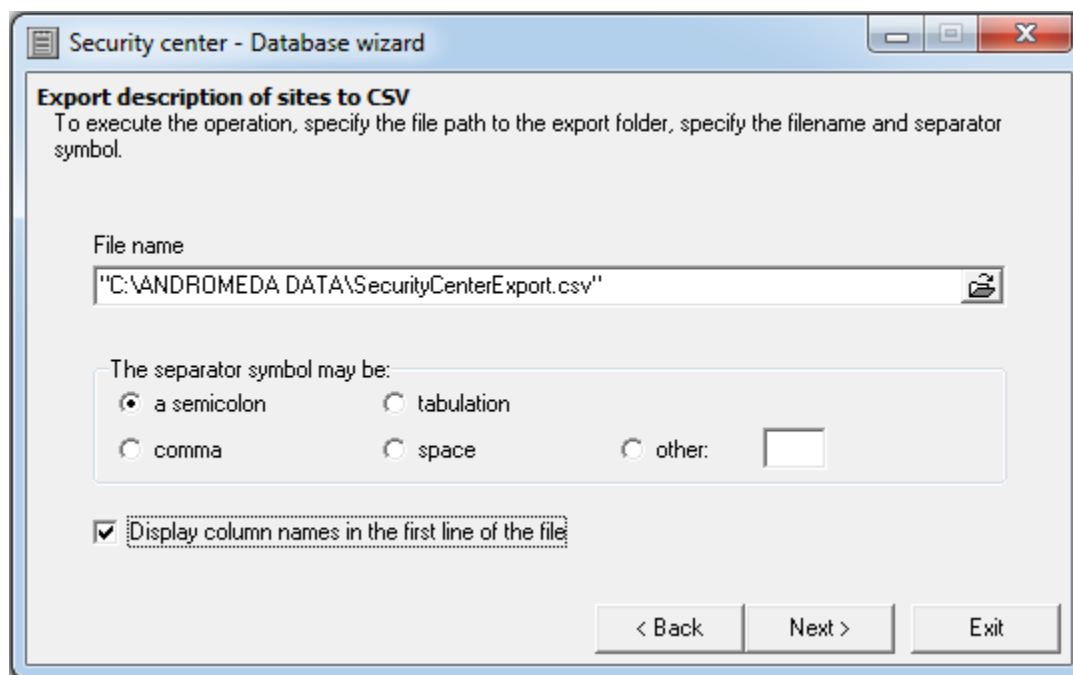 Security center - Database wizard
Export description of sites to CSV
To execute the operation, specify the file path to the export folder, specify the filename and separator
symbol.
File name
"C:\ANDROMEDA DATA\SecurityCenterExport.csv"
The separator symbol may be:
a semicolon tabulation
comma space other:
Display column names in the first line of the file
< Back Next > Exit